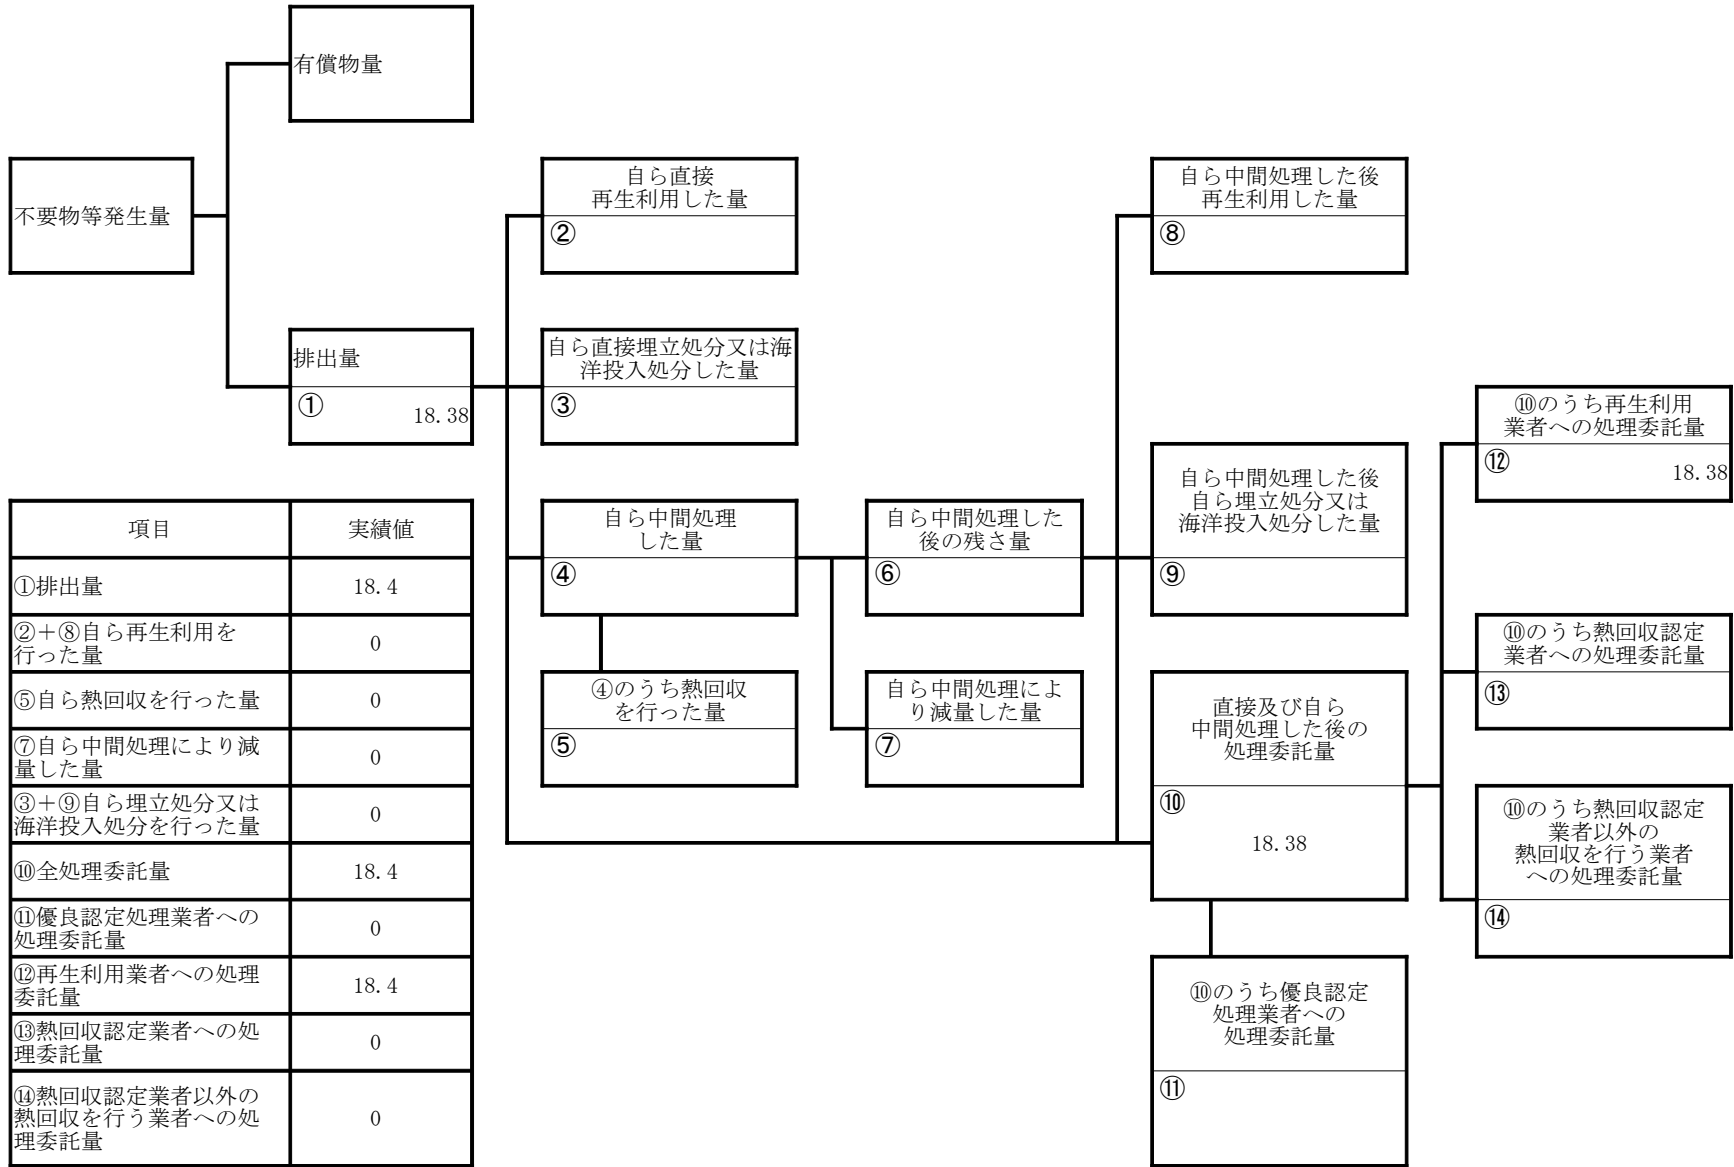 有償物量
不要物等発生量
自ら直接
再生利用した量
②
自ら中間処理した後
再生利用した量
⑧
排出量
①
18.38
自ら直接埋立処分又は海
洋投入処分した量
③
⑩のうち再生利用
業者への処理委託量
⑫
18.38
自ら中間処理
した量
④
自ら中間処理した
後の残さ量
⑥
自ら中間処理した後
自ら埋立処分又は
海洋投入処分した量
⑨
⑩のうち熱回収認定
業者への処理委託量
⑬
④のうち熱回収
を行った量
⑤
自ら中間処理によ
り減量した量
⑦
直接及び自ら
中間処理した後の
処理委託量
⑩
18.38
⑩のうち熱回収認定
業者以外の
熱回収を行う業者
への処理委託量
⑭
⑩のうち優良認定
処理業者への
処理委託量
⑪
項目
実績値
①排出量
18.4
②＋⑧自ら再生利用を
行った量
0
⑤自ら熱回収を行った量
0
⑦自ら中間処理により減
量した量
0
③＋⑨自ら埋立処分又は
海洋投入処分を行った量
0
⑩全処理委託量
18.4
⑪優良認定処理業者への
処理委託量
0
⑫再生利用業者への処理
委託量
18.4
⑬熱回収認定業者への処
理委託量
0
⑭熱回収認定業者以外の
熱回収を行う業者への処
理委託量
0